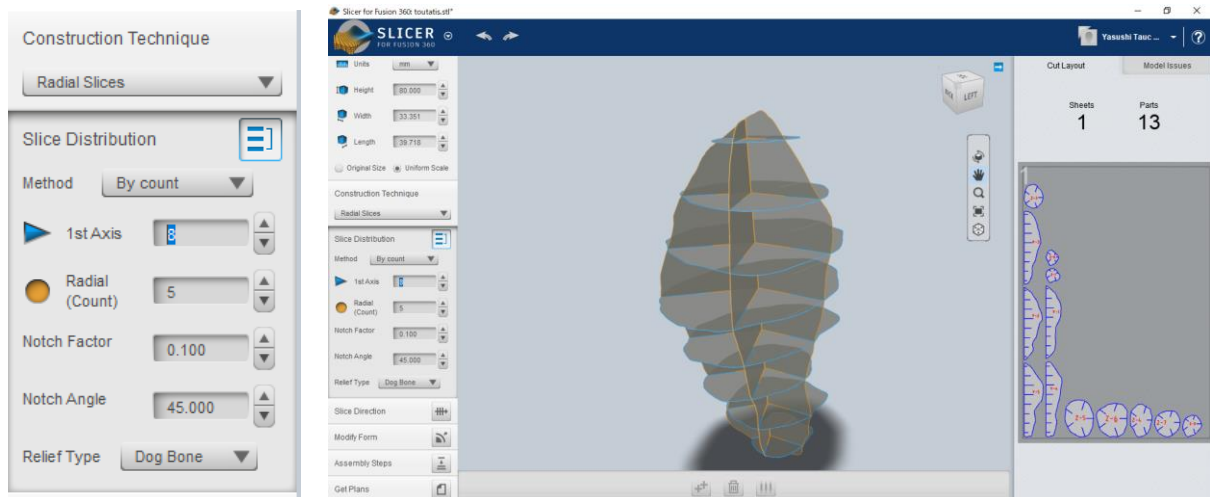 Construction Technique
Radial Slices
Slice Distribution
Method By count
1st Axis 8
Radial
(Count) 5
Notch Factor 0.100
Notch Angle 45.000
Relief Type Dog Bone
Slicer for Fusion 360: toutatis.stl*
SLICER
FOR FUSION 360
Yasushi Tauc ...
Units mm
Height 80.000
Width 33.351
Length 39.718
Original Size Uniform Scale
Construction Technique
Radial Slices
Slice Distribution
Method By count
1st Axis 8
Radial
(Count) 5
Notch Factor 0.100
Notch Angle 45.000
Relief Type Dog Bone
Slice Direction
Modify Form
Assembly Steps
Get Plans
LEFT
Cut Layout Model Issues
Sheets Parts
1 13
1
Z-5 Z-6 Z-4 Z-3